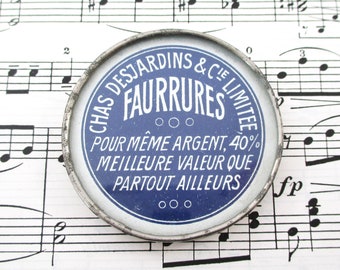 CHAS DESJARDINS & CIE LIMITÉE
FAURRURES
POUR MÊME ARGENT, 40%
MEILLEURE VALEUR QUE
PARTOUT AILLEURS
fp